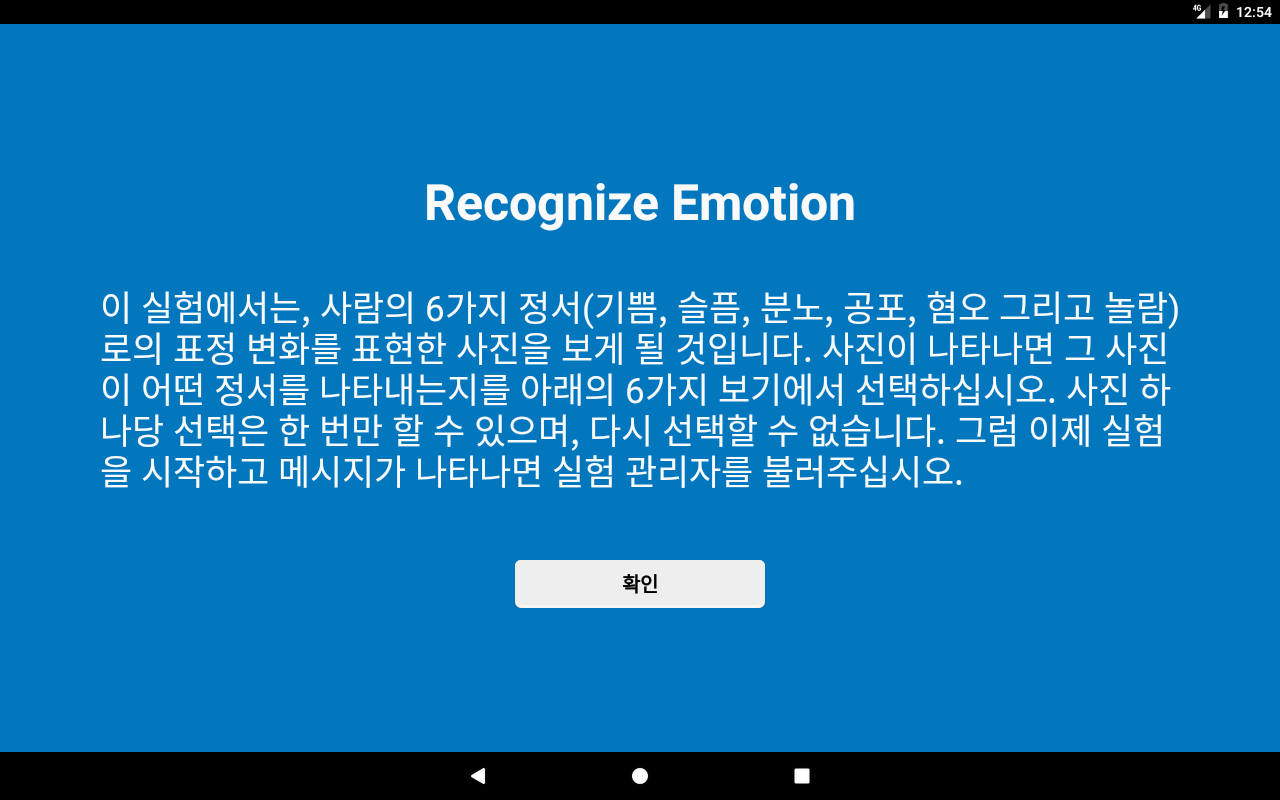 4G 12:54
Recognize Emotion
이 실험에서는, 사람의 6가지 정서(기쁨, 슬픔, 분노, 공포, 혐오 그리고 놀람)
로의 표정 변화를 표현한 사진을 보게 될 것입니다. 사진이 나타나면 그 사진
이 어떤 정서를 나타내는지를 아래의 6가지 보기에서 선택하십시오. 사진 하
나당 선택은 한 번만 할 수 있으며, 다시 선택할 수 없습니다. 그럼 이제 실험
을 시작하고 메시지가 나타나면 실험 관리자를 불러주십시오.
확인